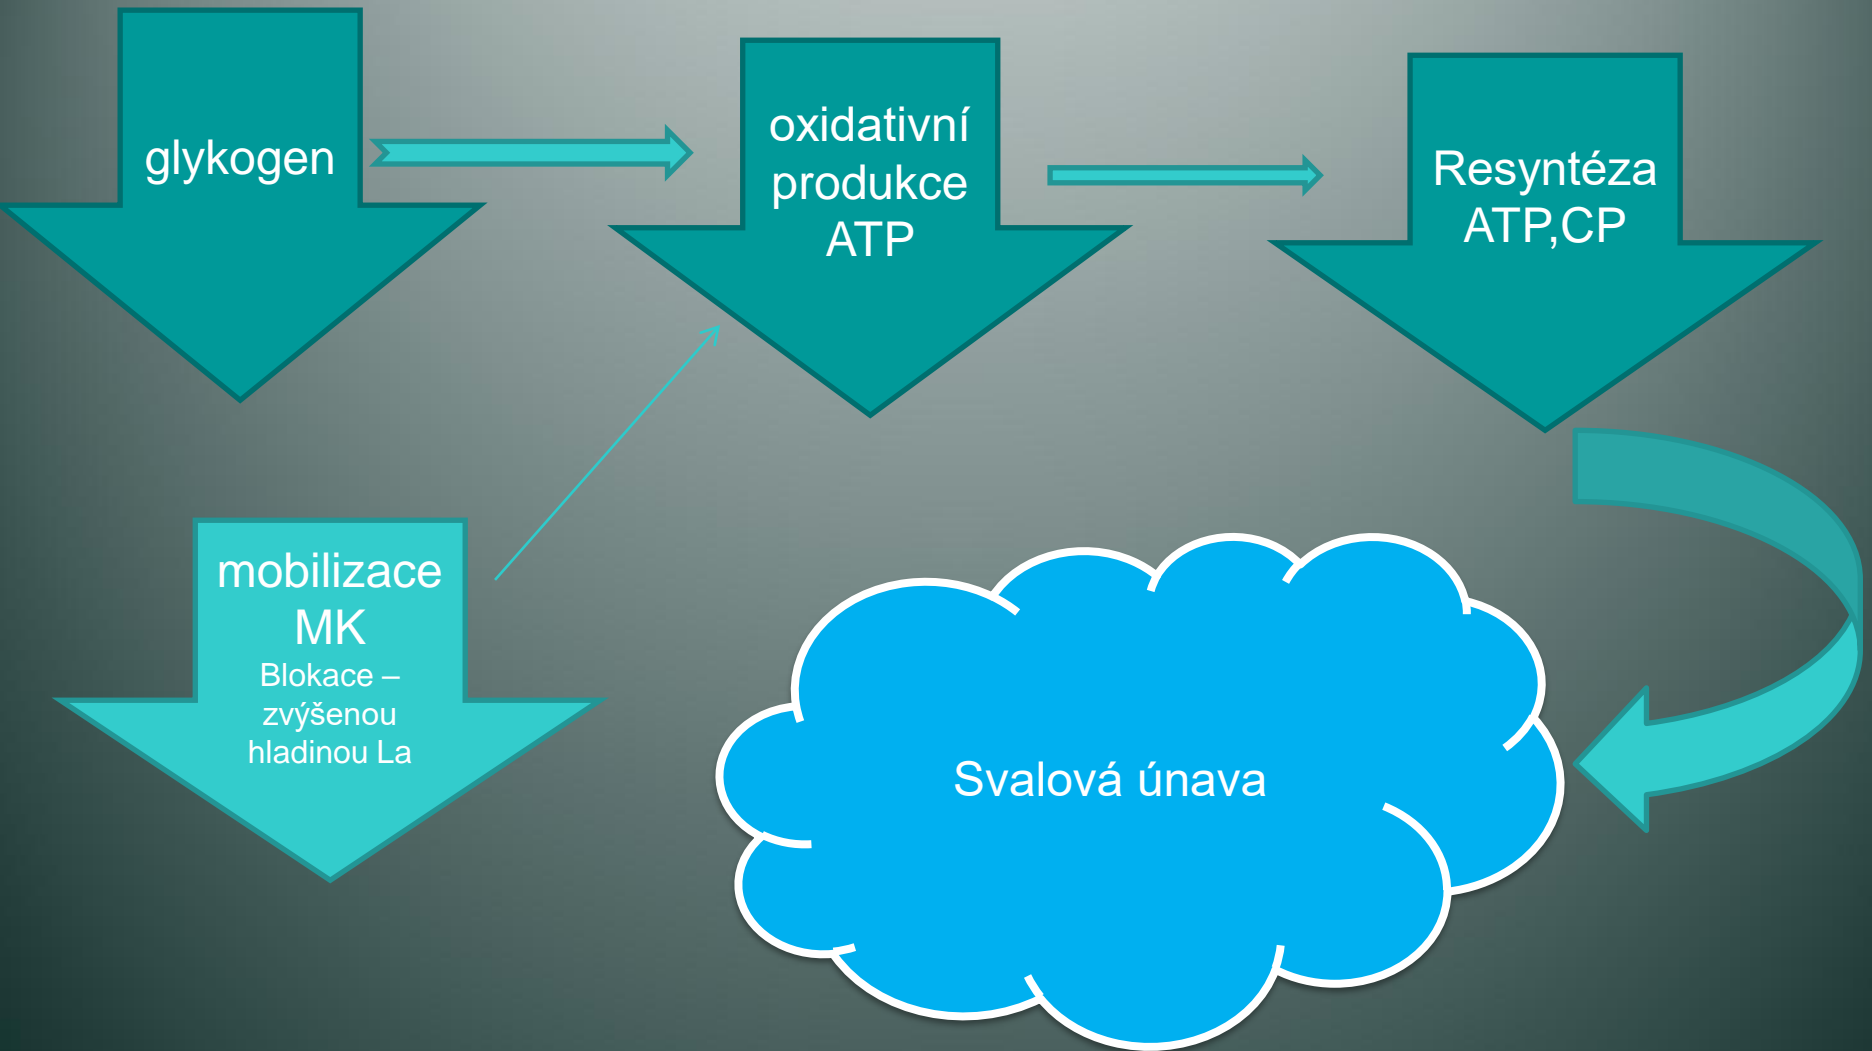 glykogen
oxidativní
produkce
ATP
Resyntéza
ATP,CP
mobilizace
MK
Blokace –
zvýšenou
hladinou La
Svalová únava